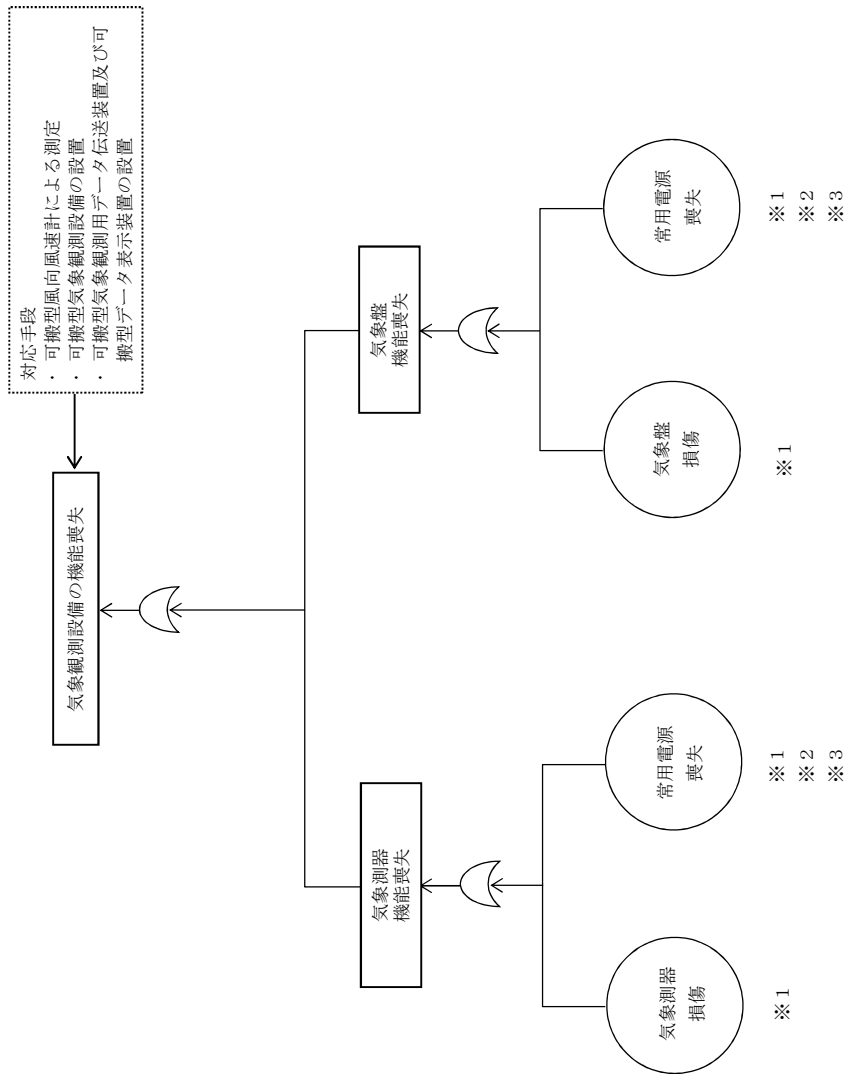 対応手段
・ 可搬型風向風速計による測定
・ 可搬型気象観測設備の設置
・ 可搬型気象観測用データ伝送装置及び可
搬型データ表示装置の設置
気象観測設備の機能喪失
気象測器
機能喪失
気象盤
機能喪失
気象測器
損傷
常用電源
喪失
気象盤
損傷
常用電源
喪失
※１
※１
※２
※３
※１
※１
※２
※３